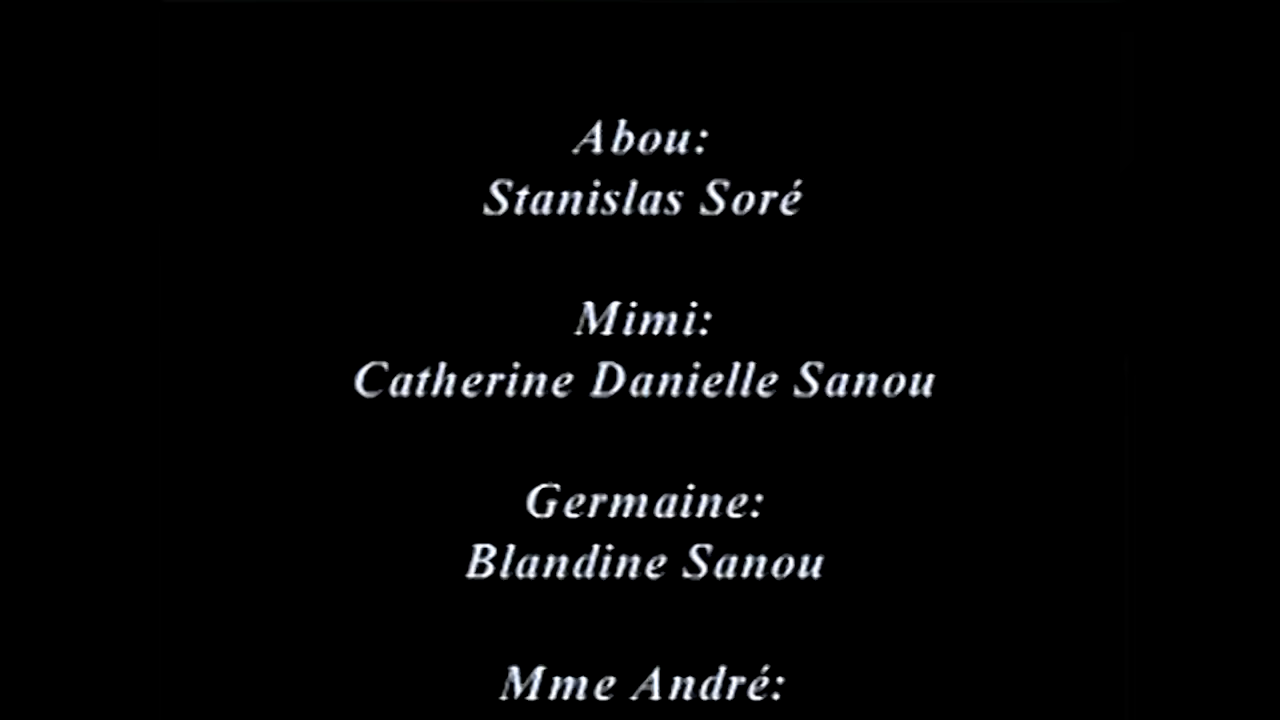 Abou:
Stanislas Soré
Mimi:
Catherine Danielle Sanou
Germaine:
Blandine Sanou
Mme André: